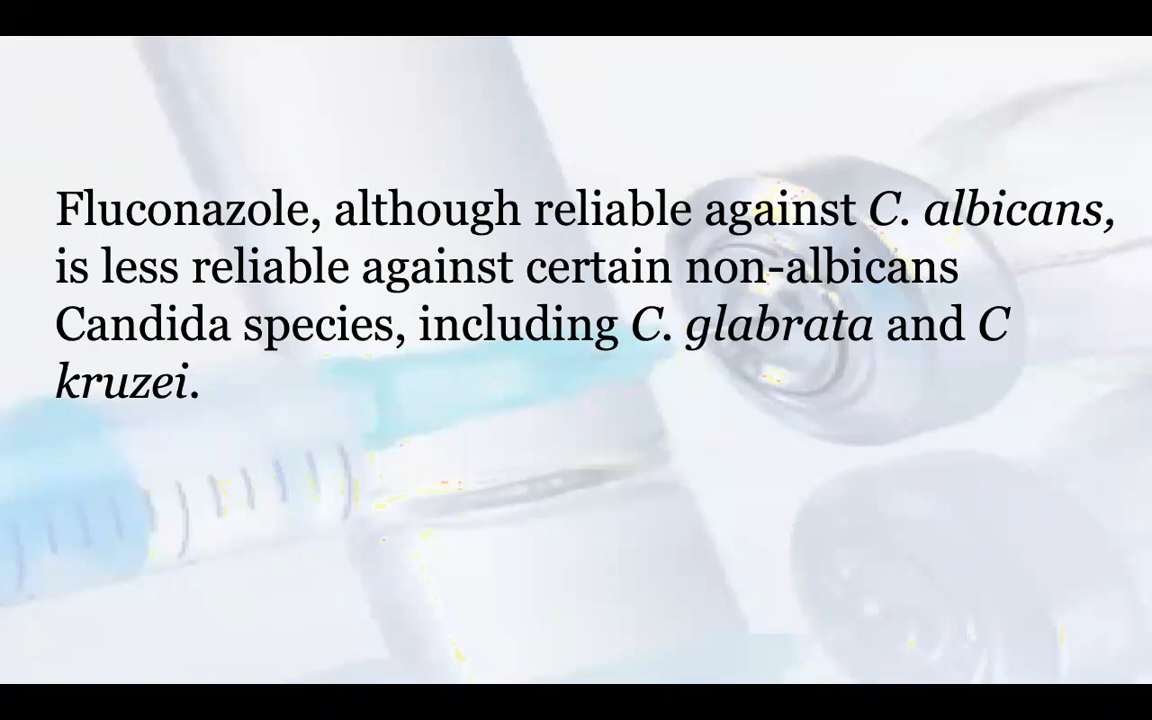 Fluconazole, although reliable against C. albicans,
is less reliable against certain non-albicans
Candida species, including C. glabrata and C
kruzei.